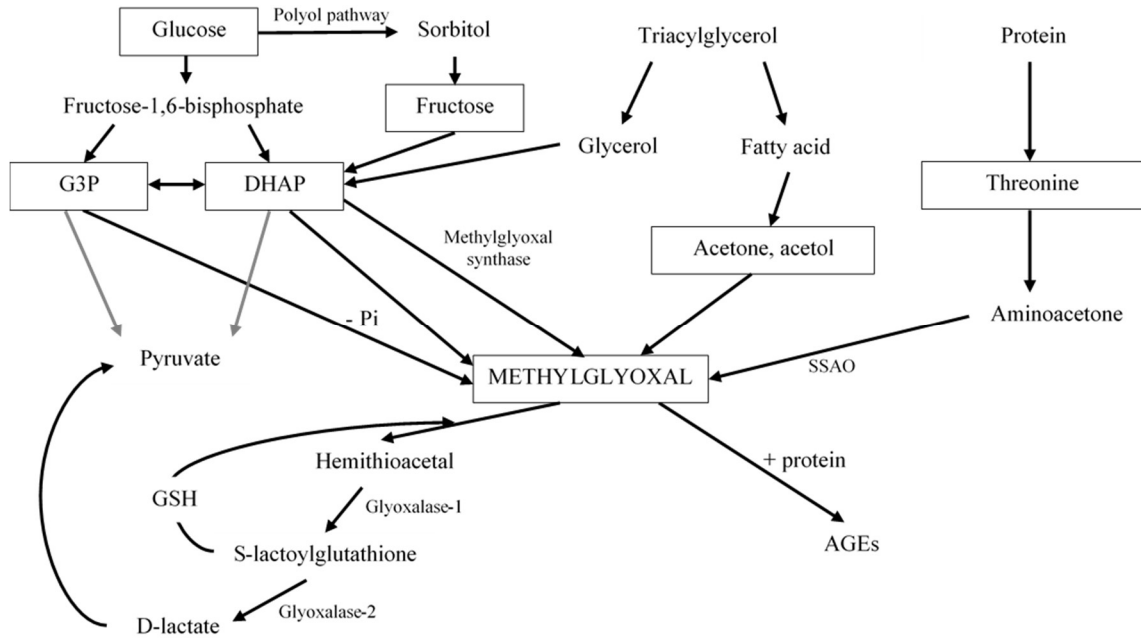 Polyol pathway
Glucose
Sorbitol
Triacylglycerol
Protein
Fructose-1,6-bisphosphate
Fructose
Glycerol
Fatty acid
G3P
DHAP
Threonine
Methylglyoxal
synthase
Acetone, acetol
- Pi
Aminoacetone
Pyruvate
SSAO
METHYLGLYOXAL
Hemithioacetal
+ protein
GSH
Glyoxalase-1
AGEs
S-lactoylglutathione
Glyoxalase-2
D-lactate